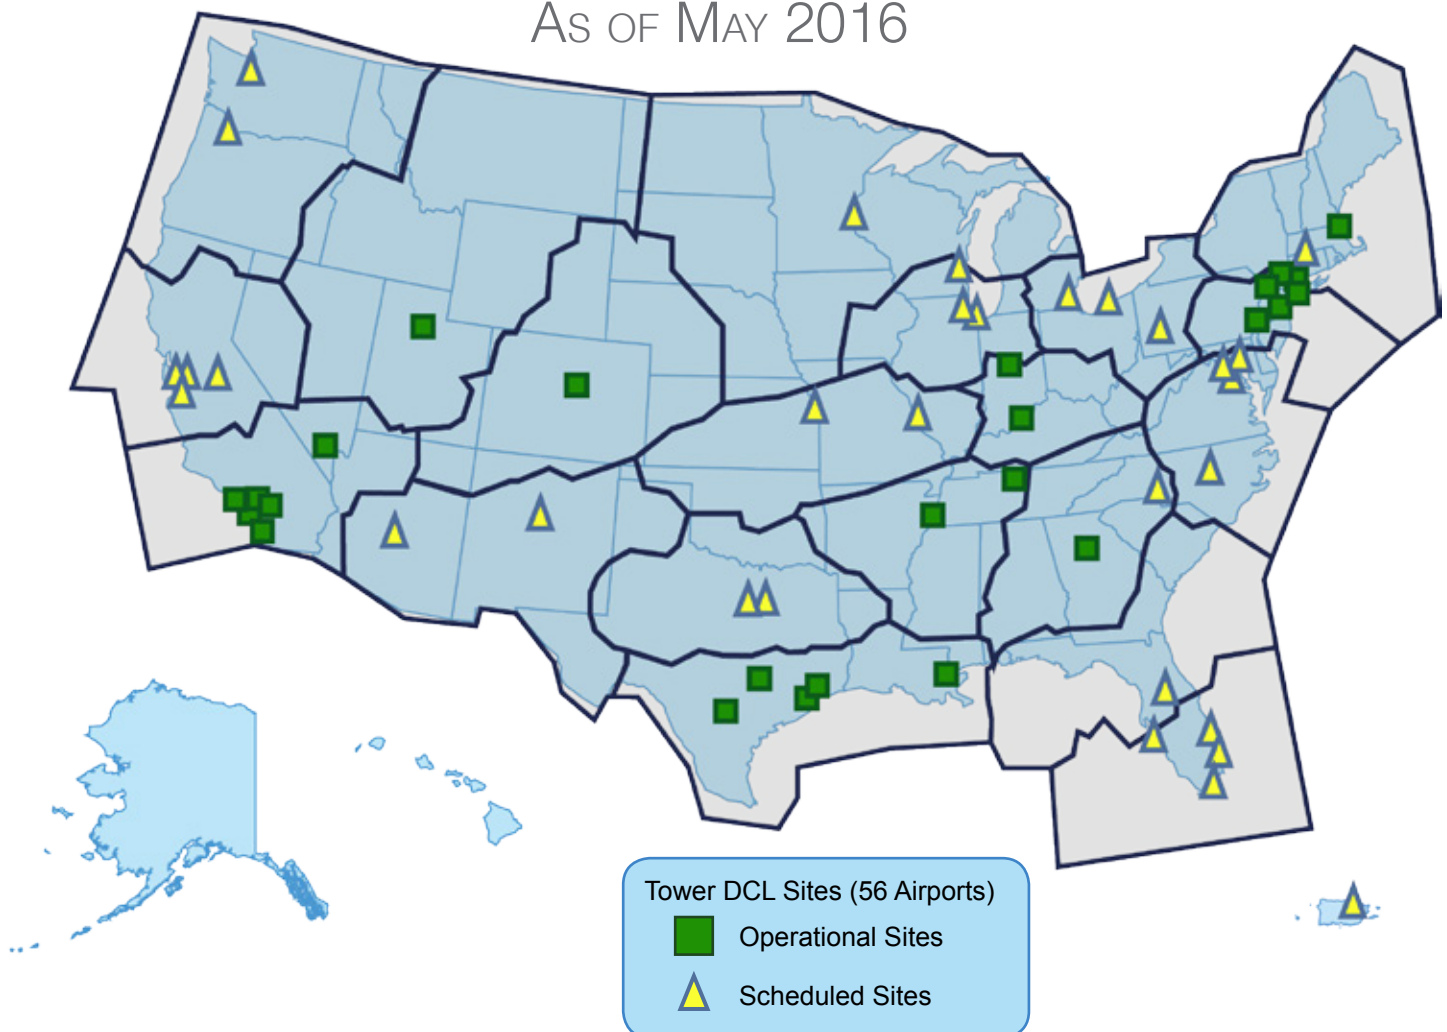 As of May 2016
Tower DCL Sites (56 Airports)
Operational Sites
Scheduled Sites